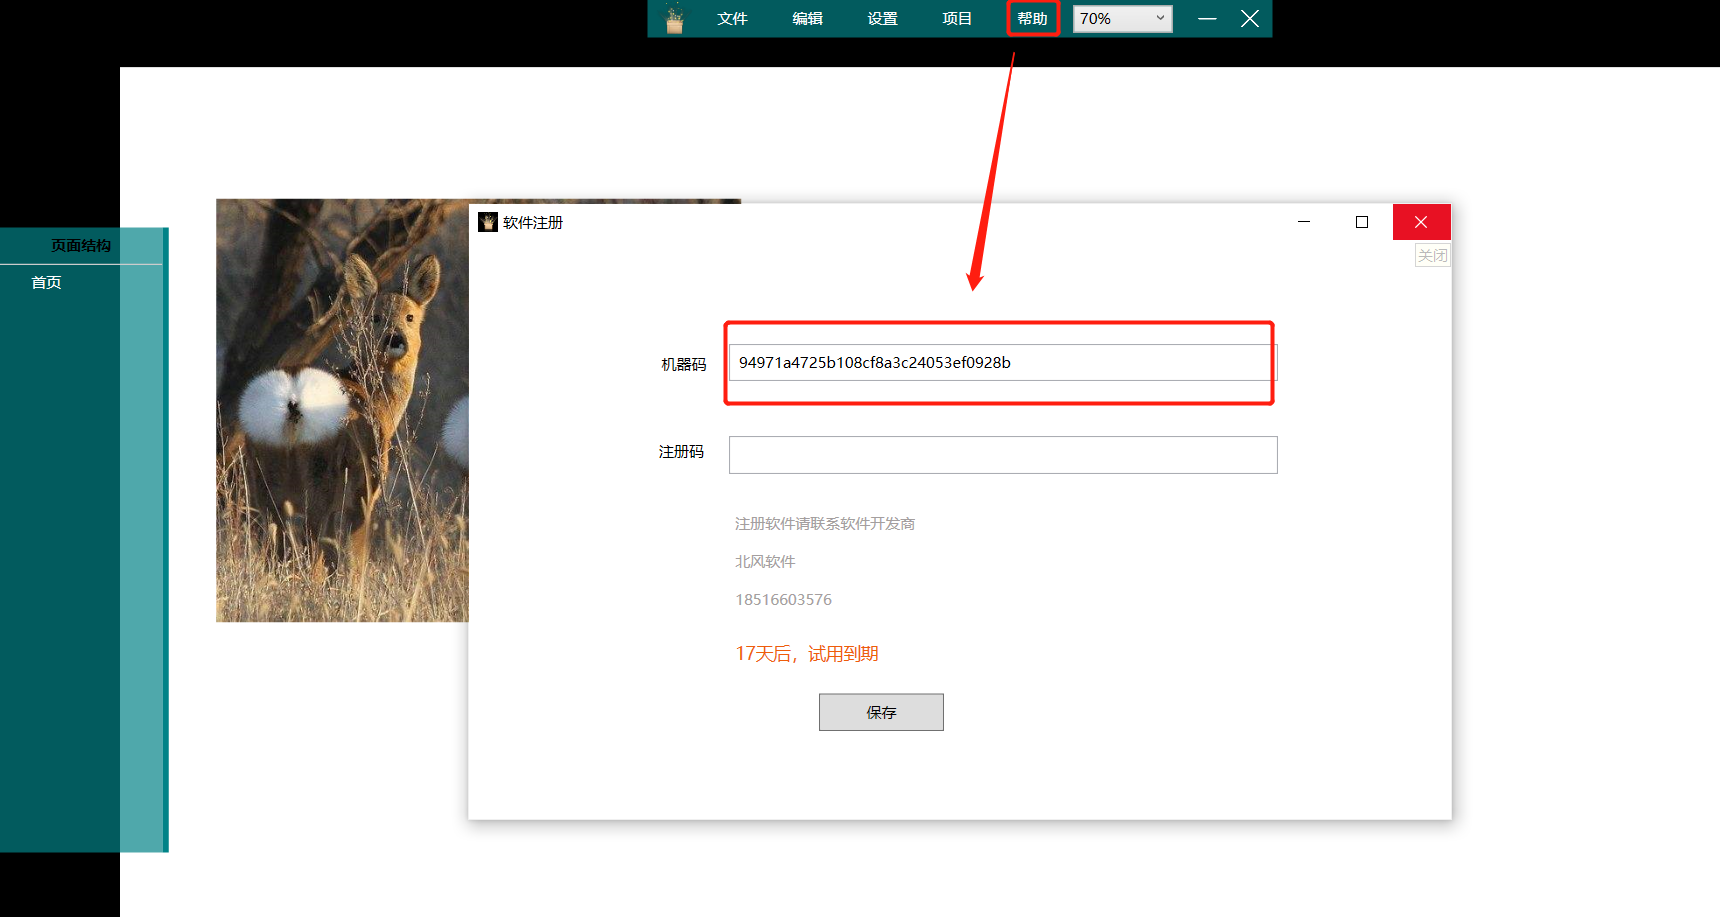 文件 编辑 设置 项目 帮助 70%
页面结构
首页
软件注册
关闭
机器码 94971a4725b108cf8a3c24053ef0928b
注册码
注册软件请联系软件开发商
北风软件
18516603576
17天后，试用到期
保存